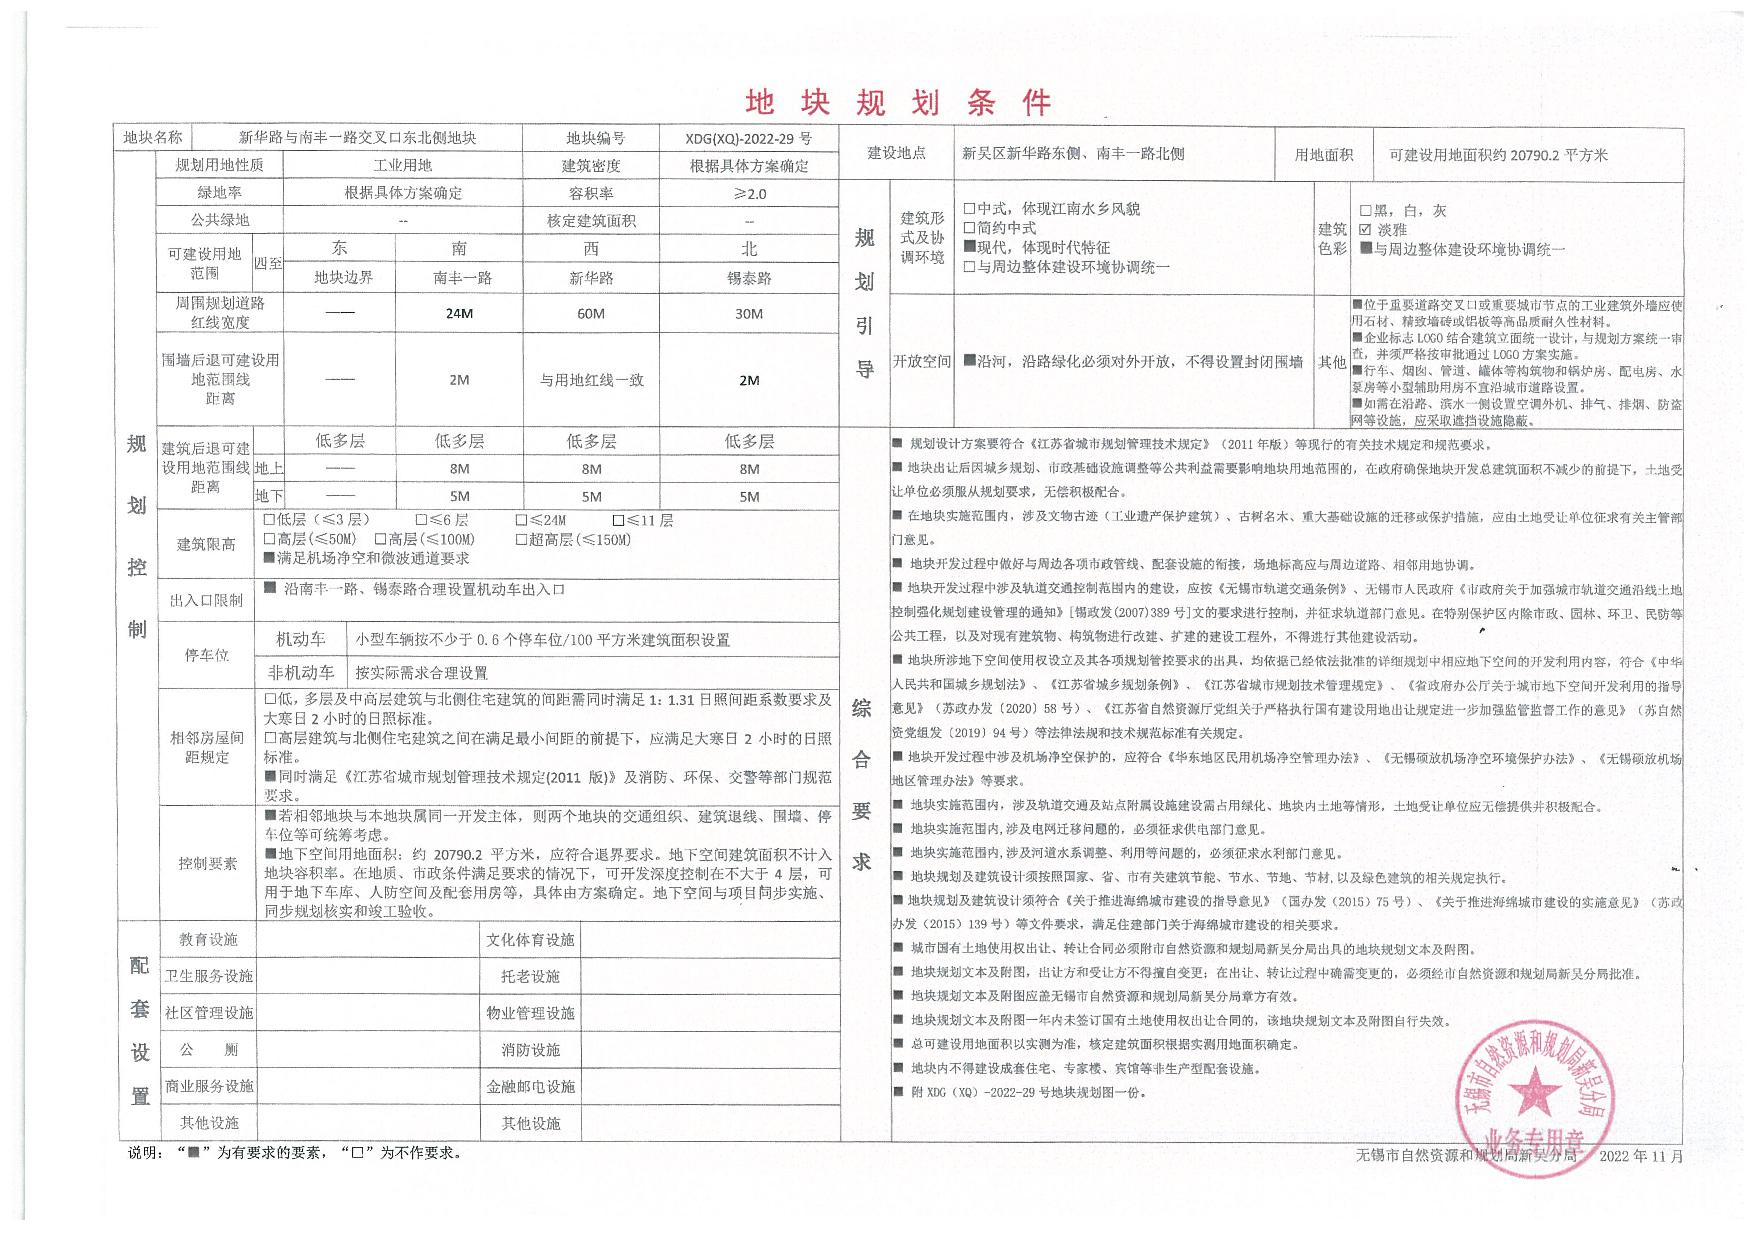 地块规划条件
地块名称 新华路与南丰一路交叉口东北侧地块 地块编号 XDG(XQ)-2022-29 号 建设地点 新吴区新华路东侧、南丰一路北侧 用地面积 可建设用地面积约 20790.2 平方米
规划控制
规划用地性质 工业用地 建筑密度 根据具体方案确定
绿地率 根据具体方案确定 容积率 ≥2.0
公共绿地 -- 核定建筑面积 --
可建设用地范围 四至 东 南 西 北
地块边界 南丰一路 新华路 锡泰路
周围规划道路
红线宽度 —— 24M 60M 30M
围墙后退可建设用
地范围线
距离 —— 2M 与用地红线一致 2M
建筑后退可建
设用地范围线
距离
低多层 低多层 低多层 低多层
地上 —— 8M 8M 8M
地下 —— 5M 5M 5M
建筑限高
□低层（≤3 层） □≤6 层 □≤24M □≤11 层
□高层(≤50M) □高层(≤100M) □超高层(≤150M)
■满足机场净空和微波通道要求
出入口限制 ■ 沿南丰一路、锡泰路合理设置机动车出入口
停车位 机动车 小型车辆按不少于 0.6 个停车位/100 平方米建筑面积设置
非机动车 按实际需求合理设置
相邻房屋间
距规定
□低，多层及中高层建筑与北侧住宅建筑的间距需同时满足 1：1.31 日照间距系数要求及
大寒日 2 小时的日照标准。
□高层建筑与北侧住宅建筑之间在满足最小间距的前提下，应满足大寒日 2 小时的日照
标准。
■同时满足《江苏省城市规划管理技术规定(2011 版)》及消防、环保、交警等部门规范
要求。
控制要素
■若相邻地块与本地块属同一开发主体，则两个地块的交通组织、建筑退线、围墙、停
车位等可统筹考虑。
■地下空间用地面积：约 20790.2 平方米，应符合退界要求。地下空间建筑面积不计入
地块容积率。在地质、市政条件满足要求的情况下，可开发深度控制在不大于 4 层，可
用于地下车库、人防空间及配套用房等，具体由方案确定。地下空间与项目同步实施、
同步规划核实和竣工验收。
配套设置
教育设施 文化体育设施
卫生服务设施 托老设施
社区管理设施 物业管理设施
公 厕 消防设施
商业服务设施 金融邮电设施
其他设施 其他设施
规划引导
建筑形
式及协
调环境
□中式，体现江南水乡风貌
□简约中式
■现代，体现时代特征
□与周边整体建设环境协调统一
建筑
色彩
□黑，白，灰
☑ 淡雅
■与周边整体建设环境协调统一
开放空间 ■沿河，沿路绿化必须对外开放，不得设置封闭围墙
其他
■位于重要道路交叉口或重要城市节点的工业建筑外墙应使
用石材、精致墙砖或铝板等高品质耐久性材料。
■企业标志 LOGO 结合建筑立面统一设计，与规划方案统一审
查，并须严格按审批通过 LOGO 方案实施。
■行车、烟囱、管道、罐体等构筑物和锅炉房、配电房、水
泵房等小型辅助用房不宜沿城市道路设置。
■如需在沿路、滨水一侧设置空调外机、排气、排烟、防盗
网等设施，应采取遮挡设施隐蔽。
综合要求
■ 规划设计方案要符合《江苏省城市规划管理技术规定》（2011 年版）等现行的有关技术规定和规范要求。
■ 地块出让后因城乡规划、市政基础设施调整等公共利益需要影响地块用地范围的，在政府确保地块开发总建筑面积不减少的前提下，土地受
让单位必须服从规划要求，无偿积极配合。
■ 在地块实施范围内，涉及文物古迹（工业遗产保护建筑）、古树名木、重大基础设施的迁移或保护措施，应由土地受让单位征求有关主管部
门意见。
■ 地块开发过程中做好与周边各项市政管线、配套设施的衔接，场地标高应与周边道路、相邻用地协调。
■ 地块开发过程中涉及轨道交通控制范围内的建设，应按《无锡市轨道交通条例》、无锡市人民政府《市政府关于加强城市轨道交通沿线土地
控制强化规划建设管理的通知》[锡政发(2007)389 号]文的要求进行控制，并征求轨道部门意见。在特别保护区内除市政、园林、环卫、民防等
公共工程，以及对现有建筑物、构筑物进行改建、扩建的建设工程外，不得进行其他建设活动。
■ 地块所涉地下空间使用权设立及其各项规划管控要求的出具，均依据已经依法批准的详细规划中相应地下空间的开发利用内容，符合《中华
人民共和国城乡规划法》、《江苏省城乡规划条例》、《江苏省城市规划技术管理规定》、《省政府办公厅关于城市地下空间开发利用的指导
意见》（苏政办发〔2020〕58 号）、《江苏省自然资源厅党组关于严格执行国有建设用地出让规定进一步加强监管监督工作的意见》（苏自然
资党组发〔2019〕94 号）等法律法规和技术规范标准有关规定。
■ 地块开发过程中涉及机场净空保护的，应符合《华东地区民用机场净空管理办法》、《无锡硕放机场净空环境保护办法》、《无锡硕放机场
地区管理办法》等要求。
■ 地块实施范围内，涉及轨道交通及站点附属设施建设需占用绿化、地块内土地等情形，土地受让单位应无偿提供并积极配合。
■ 地块实施范围内,涉及电网迁移问题的，必须征求供电部门意见。
■ 地块实施范围内,涉及河道水系调整、利用等问题的，必须征求水利部门意见。
■ 地块规划及建筑设计须按照国家、省、市有关建筑节能、节水、节地、节材,以及绿色建筑的相关规定执行。
■ 地块规划及建筑设计须符合《关于推进海绵城市建设的指导意见》（国办发（2015）75 号）、《关于推进海绵城市建设的实施意见》（苏政
办发（2015）139 号）等文件要求，满足住建部门关于海绵城市建设的相关要求。
■ 城市国有土地使用权出让、转让合同必须附市自然资源和规划局新吴分局出具的地块规划文本及附图。
■ 地块规划文本及附图，出让方和受让方不得擅自变更；在出让、转让过程中确需变更的，必须经市自然资源和规划局新吴分局批准。
■ 地块规划文本及附图应盖无锡市自然资源和规划局新吴分局章方有效。
■ 地块规划文本及附图一年内未签订国有土地使用权出让合同的，该地块规划文本及附图自行失效。
■ 总可建设用地面积以实测为准，核定建筑面积根据实测用地面积确定。
■ 地块内不得建设成套住宅、专家楼、宾馆等非生产型配套设施。
■ 附 XDG（XQ）-2022-29 号地块规划图一份。
无锡市自然资源和规划局新吴分局
业务专用章
说明：“■”为有要求的要素，“□”为不作要求。
无锡市自然资源和规划局新吴分局 2022 年 11 月